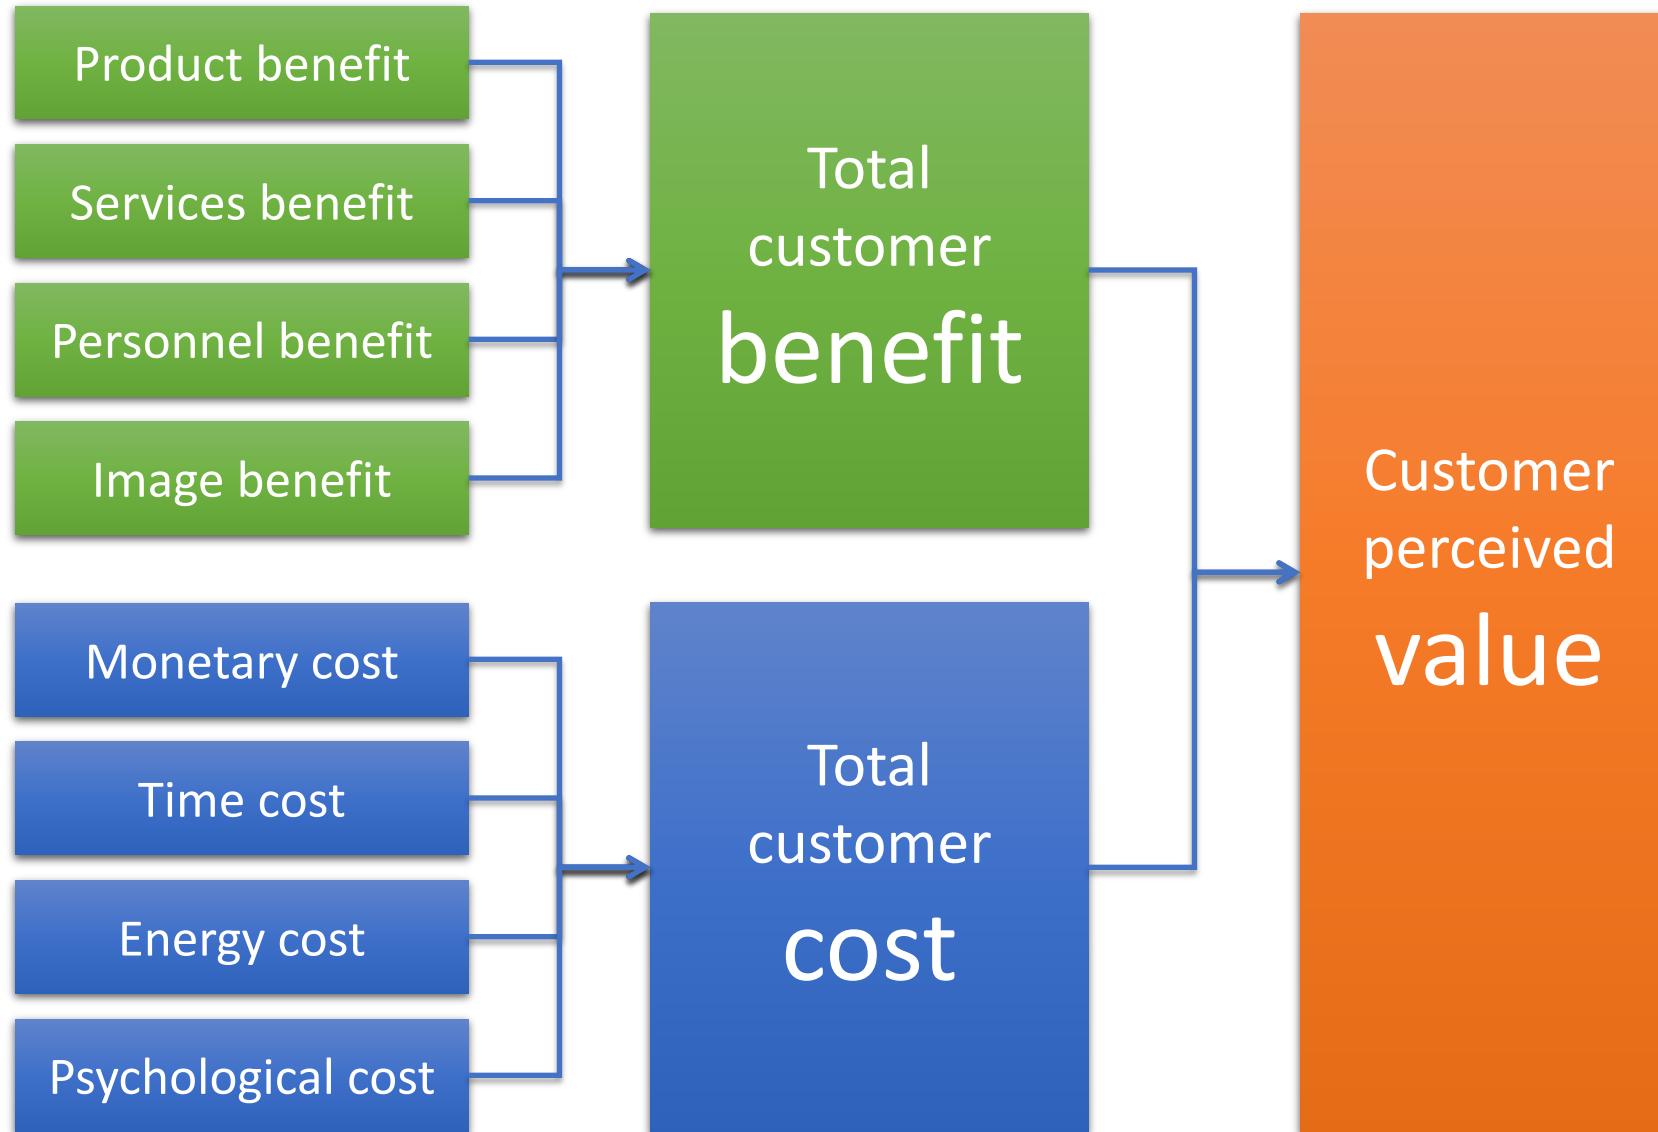 Product benefit
Services benefit
Personnel benefit
Image benefit
Total
customer
benefit
Monetary cost
Time cost
Energy cost
Psychological cost
Total
customer
cost
Customer
perceived
value